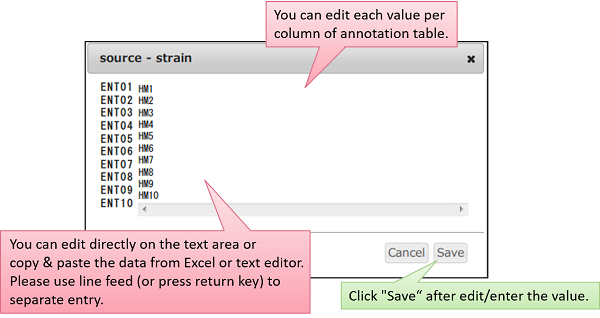 You can edit each value per
column of annotation table.
source - strain
ENT01 HM1
ENT02 HM2
ENT03 HM3
ENT04 HM4
ENT05 HM5
ENT06 HM6
ENT07 HM7
ENT08 HM8
ENT09 HM9
ENT10 HM10
You can edit directly on the text area or
copy & paste the data from Excel or text editor.
Please use line feed (or press return key) to
separate entry.
Cancel Save
Click "Save“ after edit/enter the value.